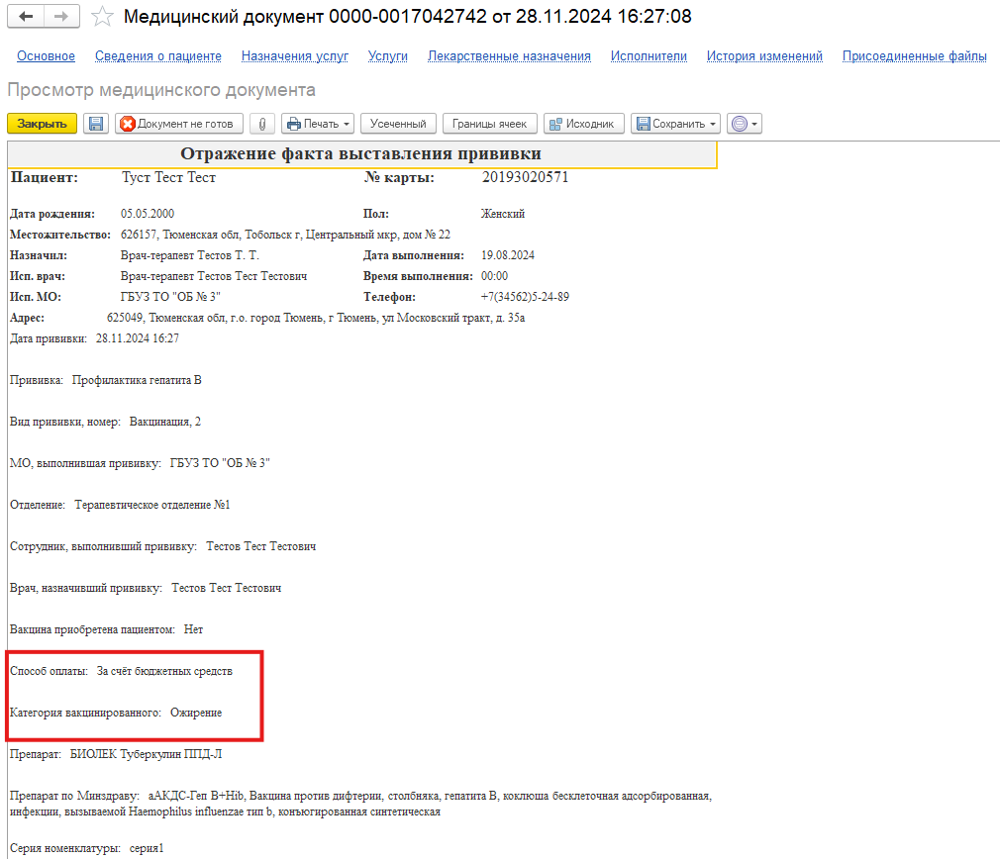 Медицинский документ 0000-0017042742 от 28.11.2024 16:27:08
Основное Сведения о пациенте Назначения услуг Услуги Лекарственные назначения Исполнители История изменений Присоединенные файлы
Просмотр медицинского документа
Закрыть Документ не готов Печать Усеченный Границы ячеек Исходник Сохранить
Отражение факта выставления прививки
Пациент: Туст Тест Тест № карты: 20193020571
Дата рождения: 05.05.2000 Пол: Женский
Местожительство: 626157, Тюменская обл, Тобольск г, Центральный мкр, дом № 22
Назначил: Врач-терапевт Тестов Т. Т. Дата выполнения: 19.08.2024
Исп. врач: Врач-терапевт Тестов Тест Тестович Время выполнения: 00:00
Исп. МО: ГБУЗ ТО "ОБ № 3" Телефон: +7(34562)5-24-89
Адрес: 625049, Тюменская обл, г.о. город Тюмень, г Тюмень, ул Московский тракт, д. 35а
Дата прививки: 28.11.2024 16:27
Прививка: Профилактика гепатита В
Вид прививки, номер: Вакцинация, 2
МО, выполнившая прививку: ГБУЗ ТО "ОБ № 3"
Отделение: Терапевтическое отделение №1
Сотрудник, выполнивший прививку: Тестов Тест Тестович
Врач, назначивший прививку: Тестов Тест Тестович
Вакцина приобретена пациентом: Нет
Способ оплаты: За счёт бюджетных средств
Категория вакцинированного: Ожирение
Препарат: БИОЛЕК Туберкулин ППД-Л
Препарат по Минздраву: аАКДС-Геп В+Hib, Вакцина против дифтерии, столбняка, гепатита В, коклюша бесклеточная адсорбированная,
инфекции, вызываемой Haemophilus influenzae тип b, конъюгированная синтетическая
Серия номенклатуры: серия1